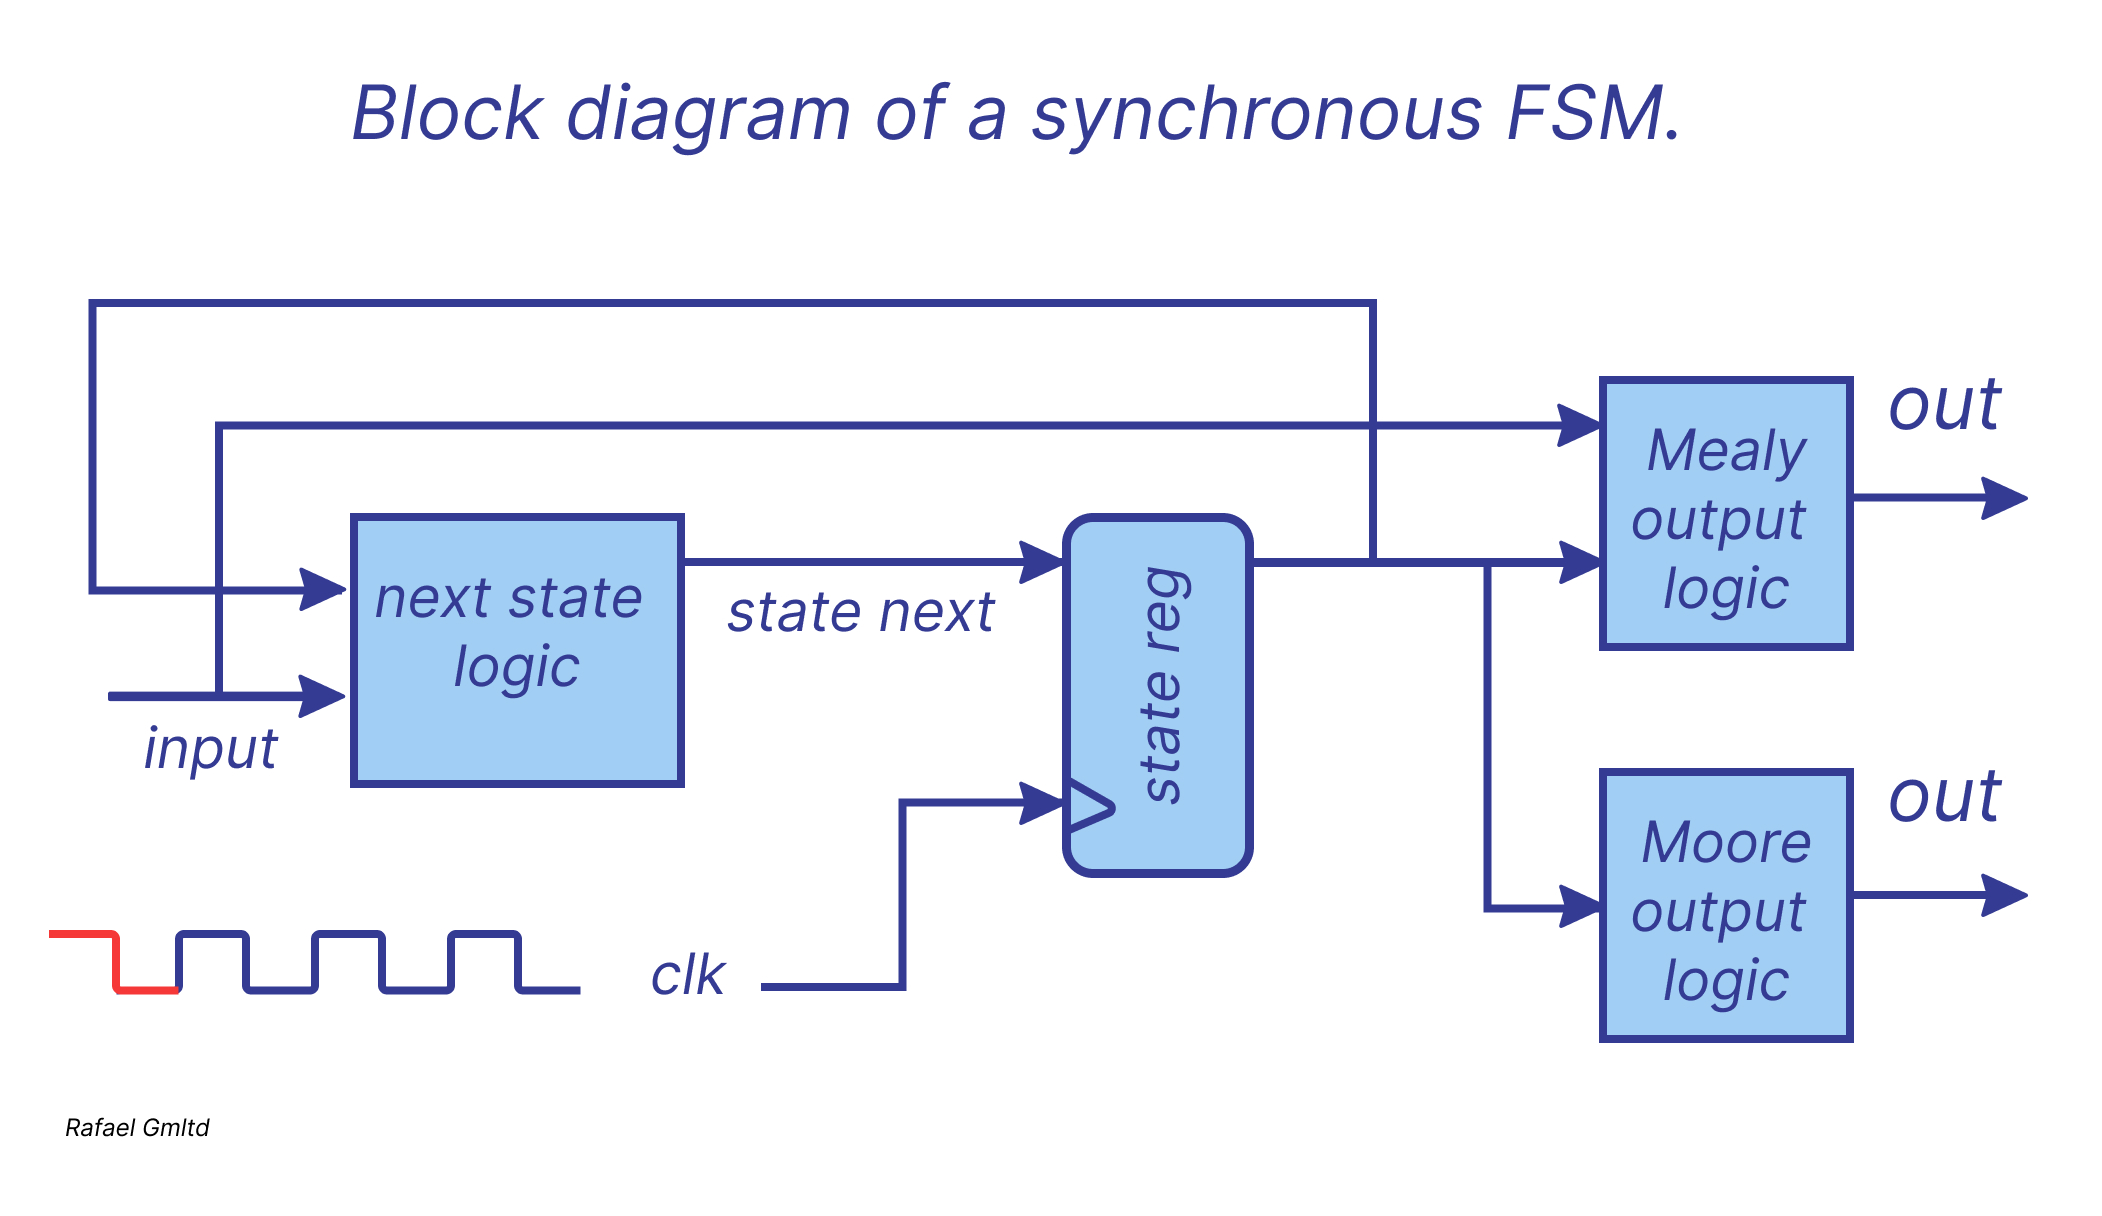 Block diagram of a synchronous FSM.
out
Mealy
output
logic
next state
logic
state next
state reg
input
out
Moore
output
logic
clk
Rafael Gmltd